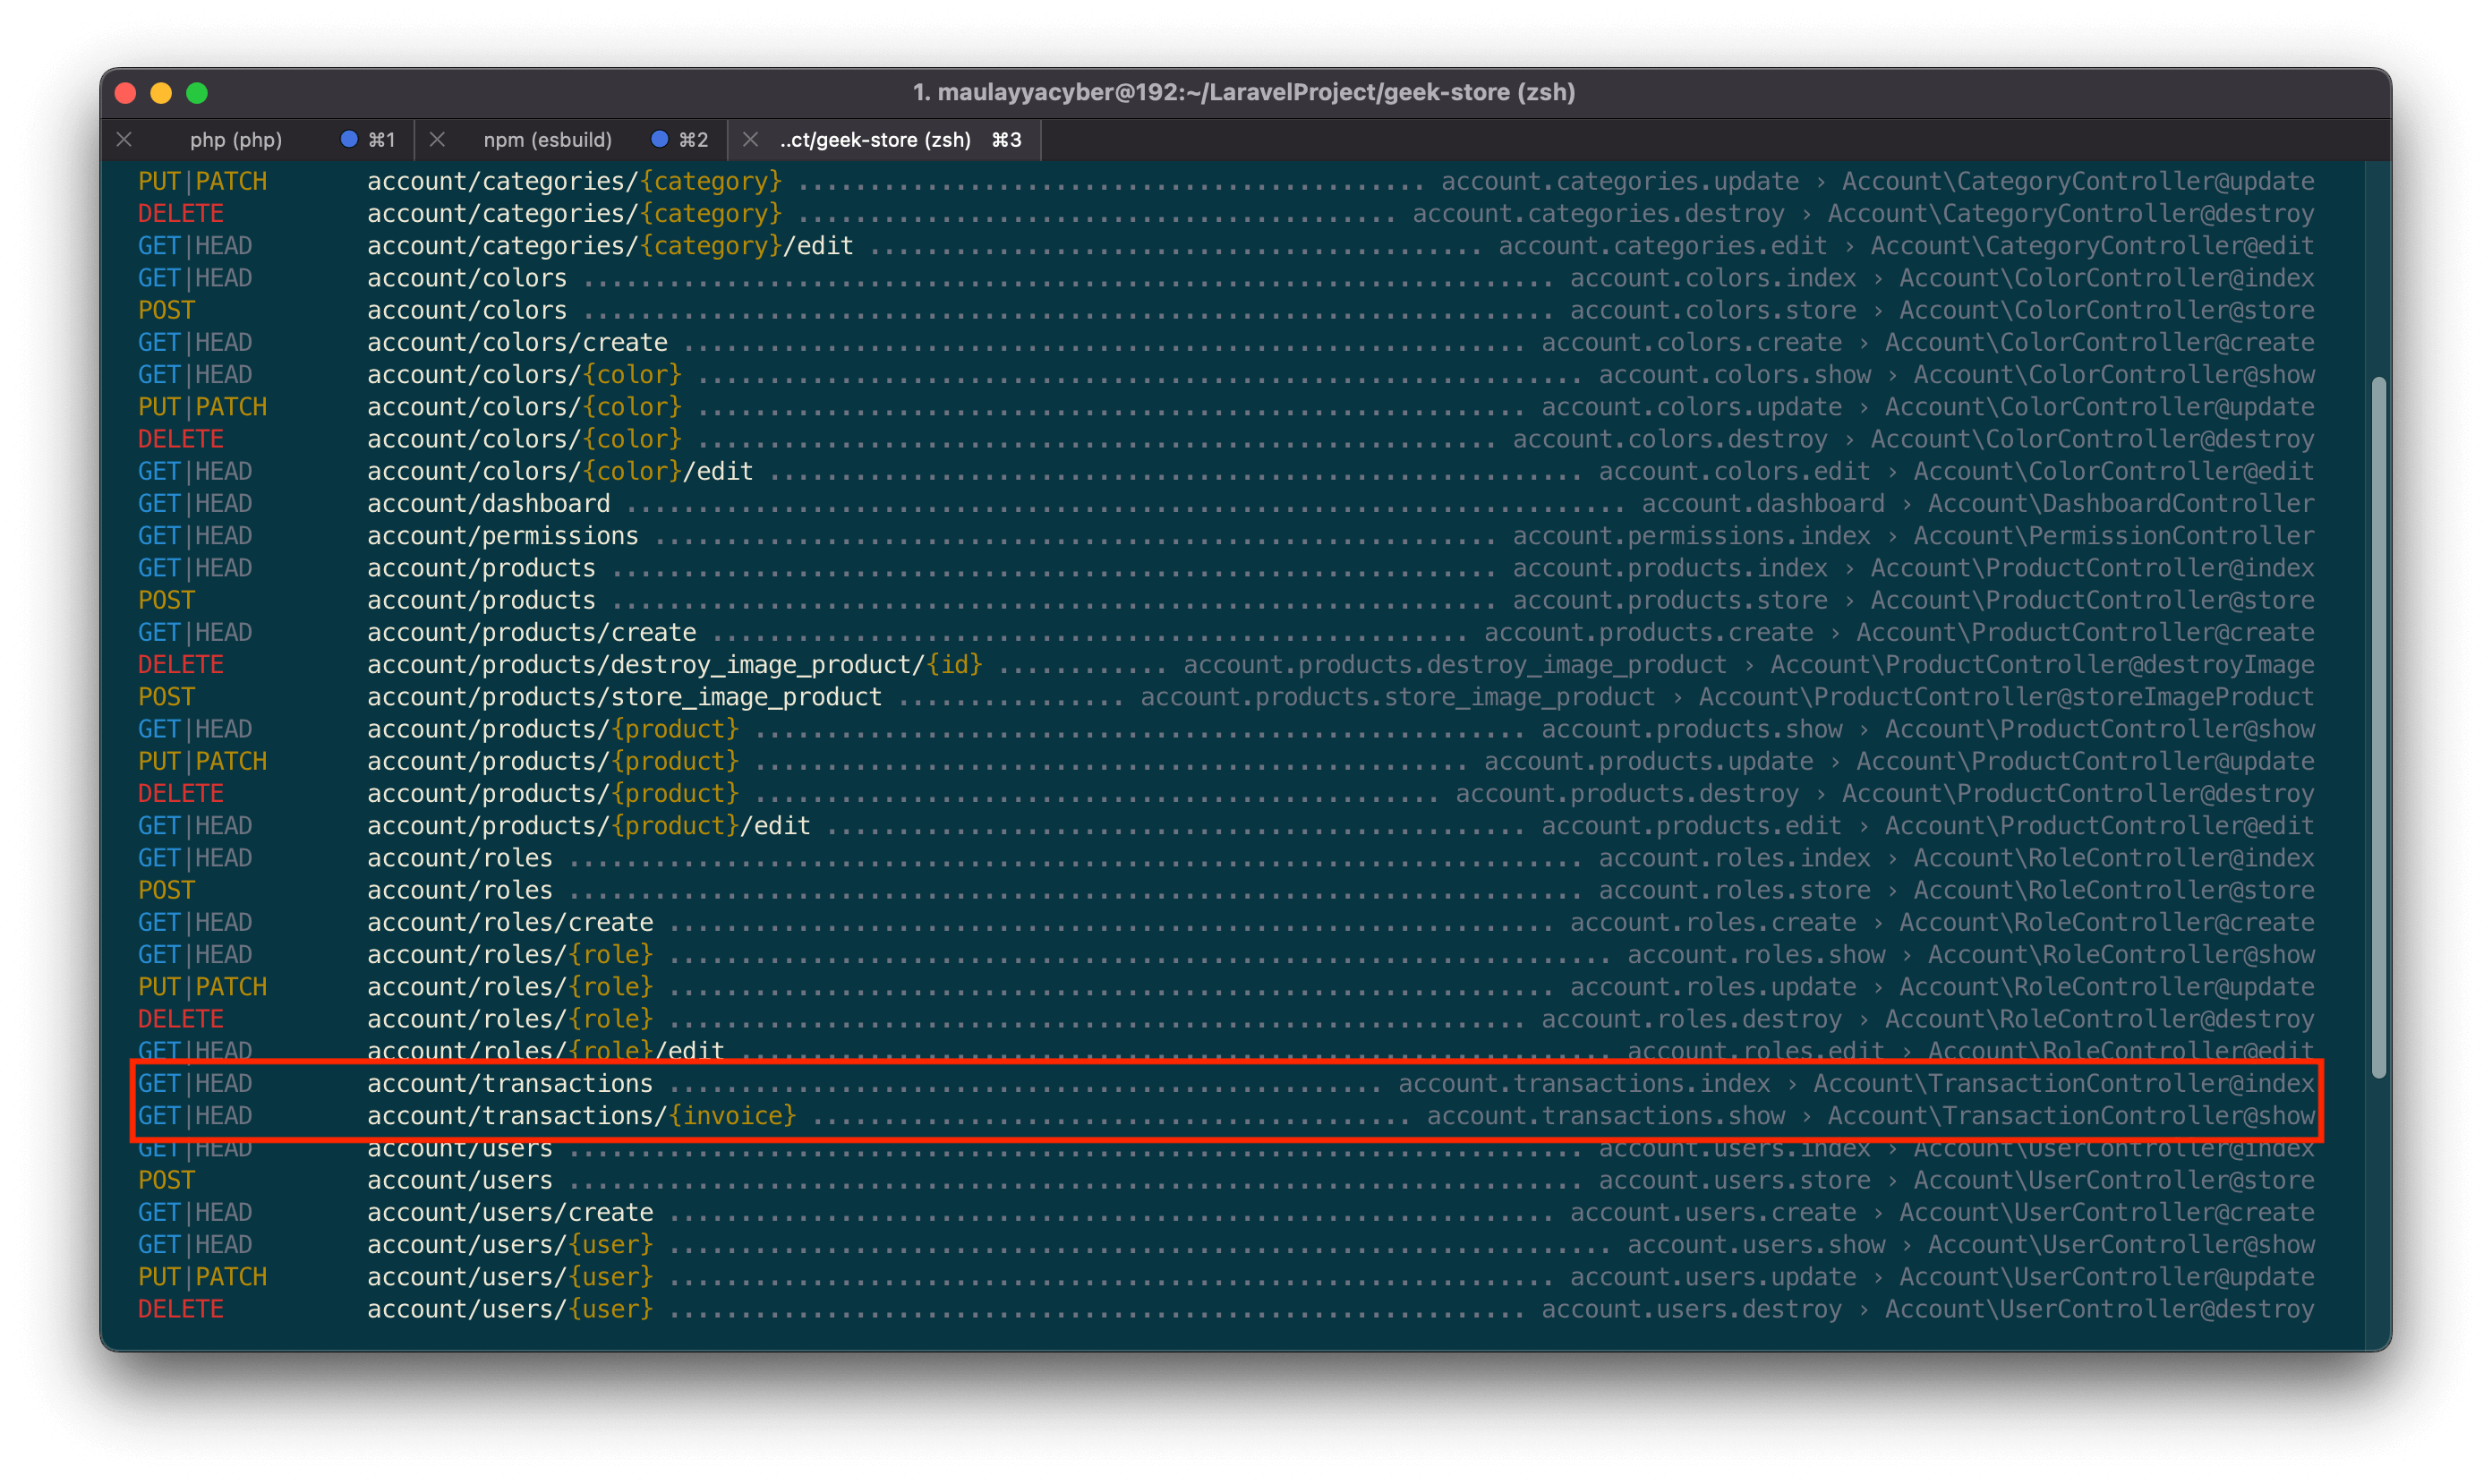 1. maulayyacyber@192:~/LaravelProject/geek-store (zsh)
php (php) ⌘1 npm (esbuild) ⌘2 ..ct/geek-store (zsh) ⌘3
PUT|PATCH account/categories/{category} ............................................ account.categories.update › Account\CategoryController@update
DELETE account/categories/{category} .......................................... account.categories.destroy › Account\CategoryController@destroy
GET|HEAD account/categories/{category}/edit ........................................... account.categories.edit › Account\CategoryController@edit
GET|HEAD account/colors .................................................................... account.colors.index › Account\ColorController@index
POST account/colors .................................................................... account.colors.store › Account\ColorController@store
GET|HEAD account/colors/create ........................................................... account.colors.create › Account\ColorController@create
GET|HEAD account/colors/{color} .............................................................. account.colors.show › Account\ColorController@show
PUT|PATCH account/colors/{color} .......................................................... account.colors.update › Account\ColorController@update
DELETE account/colors/{color} ........................................................ account.colors.destroy › Account\ColorController@destroy
GET|HEAD account/colors/{color}/edit ......................................................... account.colors.edit › Account\ColorController@edit
GET|HEAD account/dashboard ...................................................................... account.dashboard › Account\DashboardController
GET|HEAD account/permissions ........................................................... account.permissions.index › Account\PermissionController
GET|HEAD account/products .............................................................. account.products.index › Account\ProductController@index
POST account/products .............................................................. account.products.store › Account\ProductController@store
GET|HEAD account/products/create ..................................................... account.products.create › Account\ProductController@create
DELETE account/products/destroy_image_product/{id} ............ account.products.destroy_image_product › Account\ProductController@destroyImage
POST account/products/store_image_product ................ account.products.store_image_product › Account\ProductController@storeImageProduct
GET|HEAD account/products/{product} ...................................................... account.products.show › Account\ProductController@show
PUT|PATCH account/products/{product} .................................................. account.products.update › Account\ProductController@update
DELETE account/products/{product} ................................................ account.products.destroy › Account\ProductController@destroy
GET|HEAD account/products/{product}/edit ................................................. account.products.edit › Account\ProductController@edit
GET|HEAD account/roles ....................................................................... account.roles.index › Account\RoleController@index
POST account/roles ....................................................................... account.roles.store › Account\RoleController@store
GET|HEAD account/roles/create .............................................................. account.roles.create › Account\RoleController@create
GET|HEAD account/roles/{role} .................................................................. account.roles.show › Account\RoleController@show
PUT|PATCH account/roles/{role} .............................................................. account.roles.update › Account\RoleController@update
DELETE account/roles/{role} ............................................................ account.roles.destroy › Account\RoleController@destroy
GET|HEAD account/roles/{role}/edit ............................................................. account.roles.edit › Account\RoleController@edit
GET|HEAD account/transactions .................................................. account.transactions.index › Account\TransactionController@index
GET|HEAD account/transactions/{invoice} .......................................... account.transactions.show › Account\TransactionController@show
GET|HEAD account/users ....................................................................... account.users.index › Account\UserController@index
POST account/users ....................................................................... account.users.store › Account\UserController@store
GET|HEAD account/users/create .............................................................. account.users.create › Account\UserController@create
GET|HEAD account/users/{user} .................................................................. account.users.show › Account\UserController@show
PUT|PATCH account/users/{user} .............................................................. account.users.update › Account\UserController@update
DELETE account/users/{user} ............................................................ account.users.destroy › Account\UserController@destroy